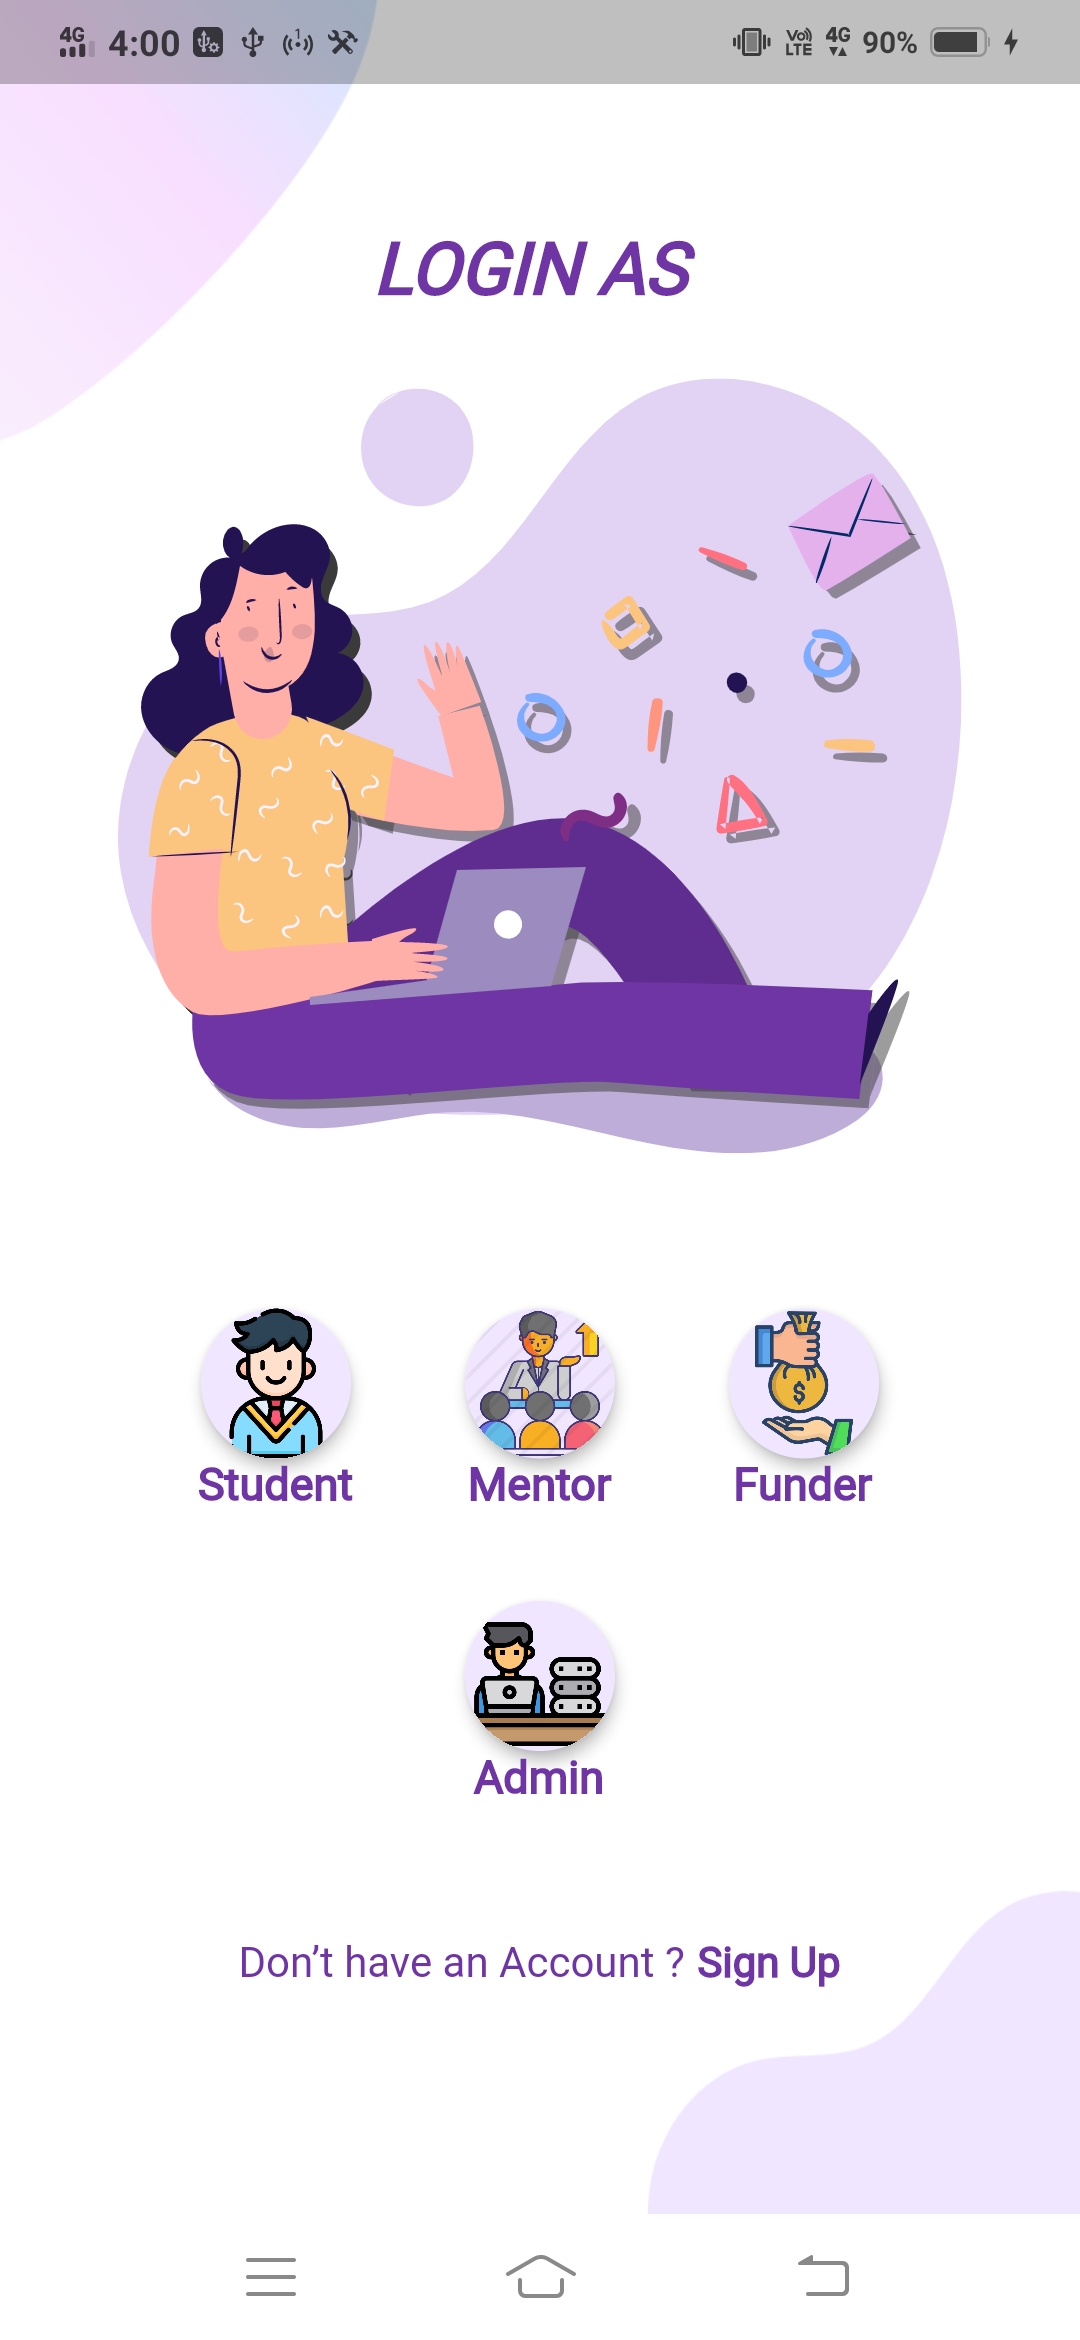 4G 4:00 1 Vo) LTE 4G 90%
LOGIN AS
$
Student Mentor Funder
Admin
Don’t have an Account ? Sign Up